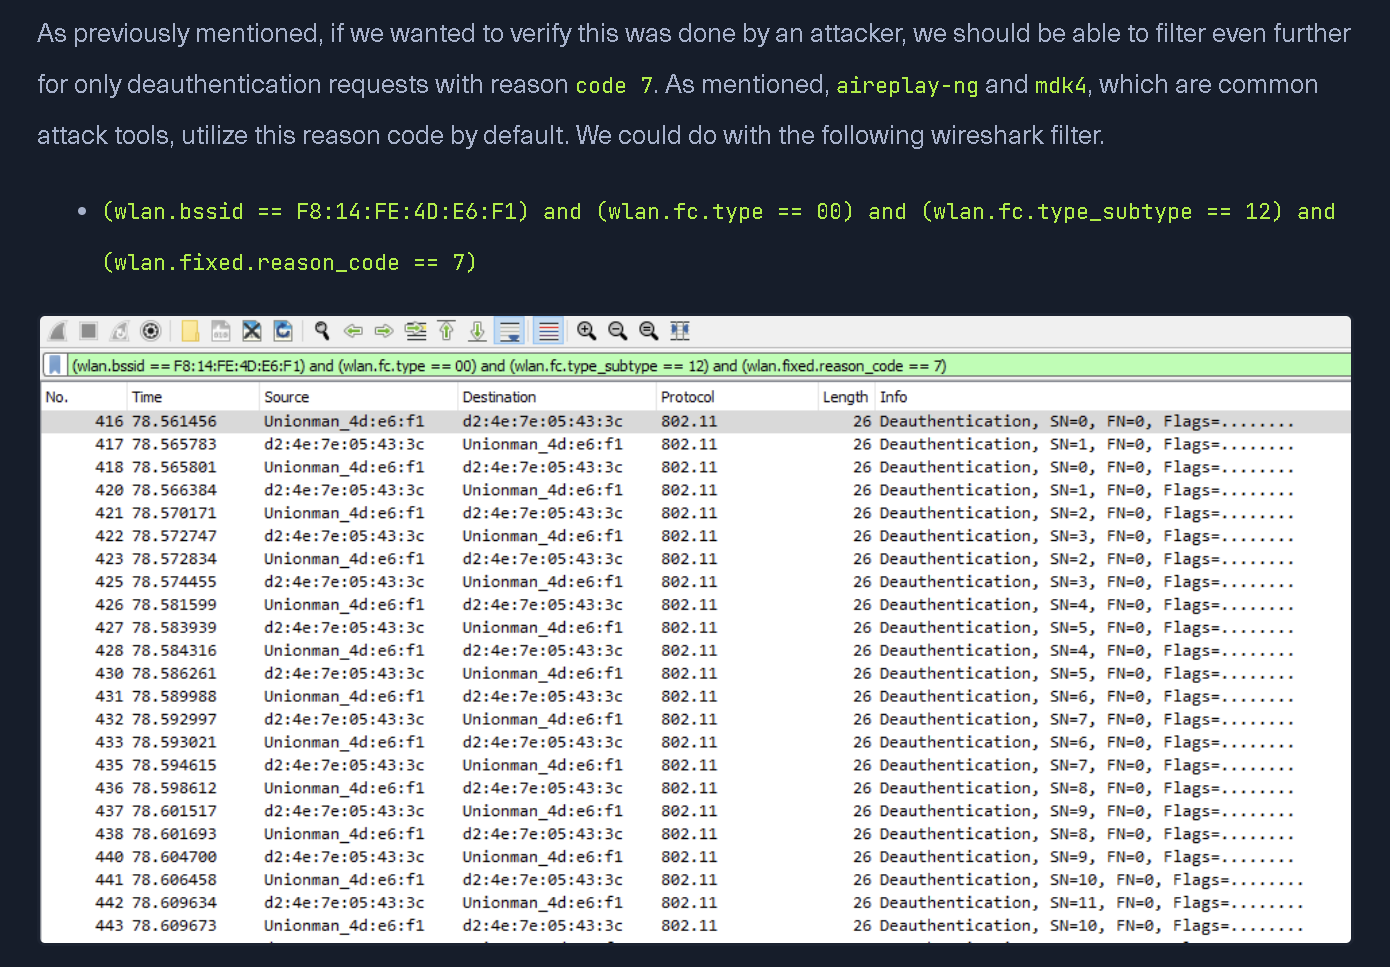 As previously mentioned, if we wanted to verify this was done by an attacker, we should be able to filter even further
for only deauthentication requests with reason code 7. As mentioned, aireplay-ng and mdk4, which are common
attack tools, utilize this reason code by default. We could do with the following wireshark filter.
• (wlan.bssid == F8:14:FE:4D:E6:F1) and (wlan.fc.type == 00) and (wlan.fc.type_subtype == 12) and
(wlan.fixed.reason_code == 7)
(wlan.bssid == F8:14:FE:4D:E6:F1) and (wlan.fc.type == 00) and (wlan.fc.type_subtype == 12) and (wlan.fixed.reason_code == 7)
No. Time Source Destination Protocol Length Info
416 78.561456 Unionman_4d:e6:f1 d2:4e:7e:05:43:3c 802.11 26 Deauthentication, SN=0, FN=0, Flags=........
417 78.565783 d2:4e:7e:05:43:3c Unionman_4d:e6:f1 802.11 26 Deauthentication, SN=1, FN=0, Flags=........
418 78.565801 Unionman_4d:e6:f1 d2:4e:7e:05:43:3c 802.11 26 Deauthentication, SN=0, FN=0, Flags=........
420 78.566384 d2:4e:7e:05:43:3c Unionman_4d:e6:f1 802.11 26 Deauthentication, SN=1, FN=0, Flags=........
421 78.570171 Unionman_4d:e6:f1 d2:4e:7e:05:43:3c 802.11 26 Deauthentication, SN=2, FN=0, Flags=........
422 78.572747 d2:4e:7e:05:43:3c Unionman_4d:e6:f1 802.11 26 Deauthentication, SN=3, FN=0, Flags=........
423 78.572834 Unionman_4d:e6:f1 d2:4e:7e:05:43:3c 802.11 26 Deauthentication, SN=2, FN=0, Flags=........
425 78.574455 d2:4e:7e:05:43:3c Unionman_4d:e6:f1 802.11 26 Deauthentication, SN=3, FN=0, Flags=........
426 78.581599 Unionman_4d:e6:f1 d2:4e:7e:05:43:3c 802.11 26 Deauthentication, SN=4, FN=0, Flags=........
427 78.583939 d2:4e:7e:05:43:3c Unionman_4d:e6:f1 802.11 26 Deauthentication, SN=5, FN=0, Flags=........
428 78.584316 Unionman_4d:e6:f1 d2:4e:7e:05:43:3c 802.11 26 Deauthentication, SN=4, FN=0, Flags=........
430 78.586261 d2:4e:7e:05:43:3c Unionman_4d:e6:f1 802.11 26 Deauthentication, SN=5, FN=0, Flags=........
431 78.589988 Unionman_4d:e6:f1 d2:4e:7e:05:43:3c 802.11 26 Deauthentication, SN=6, FN=0, Flags=........
432 78.592997 d2:4e:7e:05:43:3c Unionman_4d:e6:f1 802.11 26 Deauthentication, SN=7, FN=0, Flags=........
433 78.593021 Unionman_4d:e6:f1 d2:4e:7e:05:43:3c 802.11 26 Deauthentication, SN=6, FN=0, Flags=........
435 78.594615 d2:4e:7e:05:43:3c Unionman_4d:e6:f1 802.11 26 Deauthentication, SN=7, FN=0, Flags=........
436 78.598612 Unionman_4d:e6:f1 d2:4e:7e:05:43:3c 802.11 26 Deauthentication, SN=8, FN=0, Flags=........
437 78.601517 d2:4e:7e:05:43:3c Unionman_4d:e6:f1 802.11 26 Deauthentication, SN=9, FN=0, Flags=........
438 78.601693 Unionman_4d:e6:f1 d2:4e:7e:05:43:3c 802.11 26 Deauthentication, SN=8, FN=0, Flags=........
440 78.604700 d2:4e:7e:05:43:3c Unionman_4d:e6:f1 802.11 26 Deauthentication, SN=9, FN=0, Flags=........
441 78.606458 Unionman_4d:e6:f1 d2:4e:7e:05:43:3c 802.11 26 Deauthentication, SN=10, FN=0, Flags=........
442 78.609634 d2:4e:7e:05:43:3c Unionman_4d:e6:f1 802.11 26 Deauthentication, SN=11, FN=0, Flags=........
443 78.609673 Unionman_4d:e6:f1 d2:4e:7e:05:43:3c 802.11 26 Deauthentication, SN=10, FN=0, Flags=........